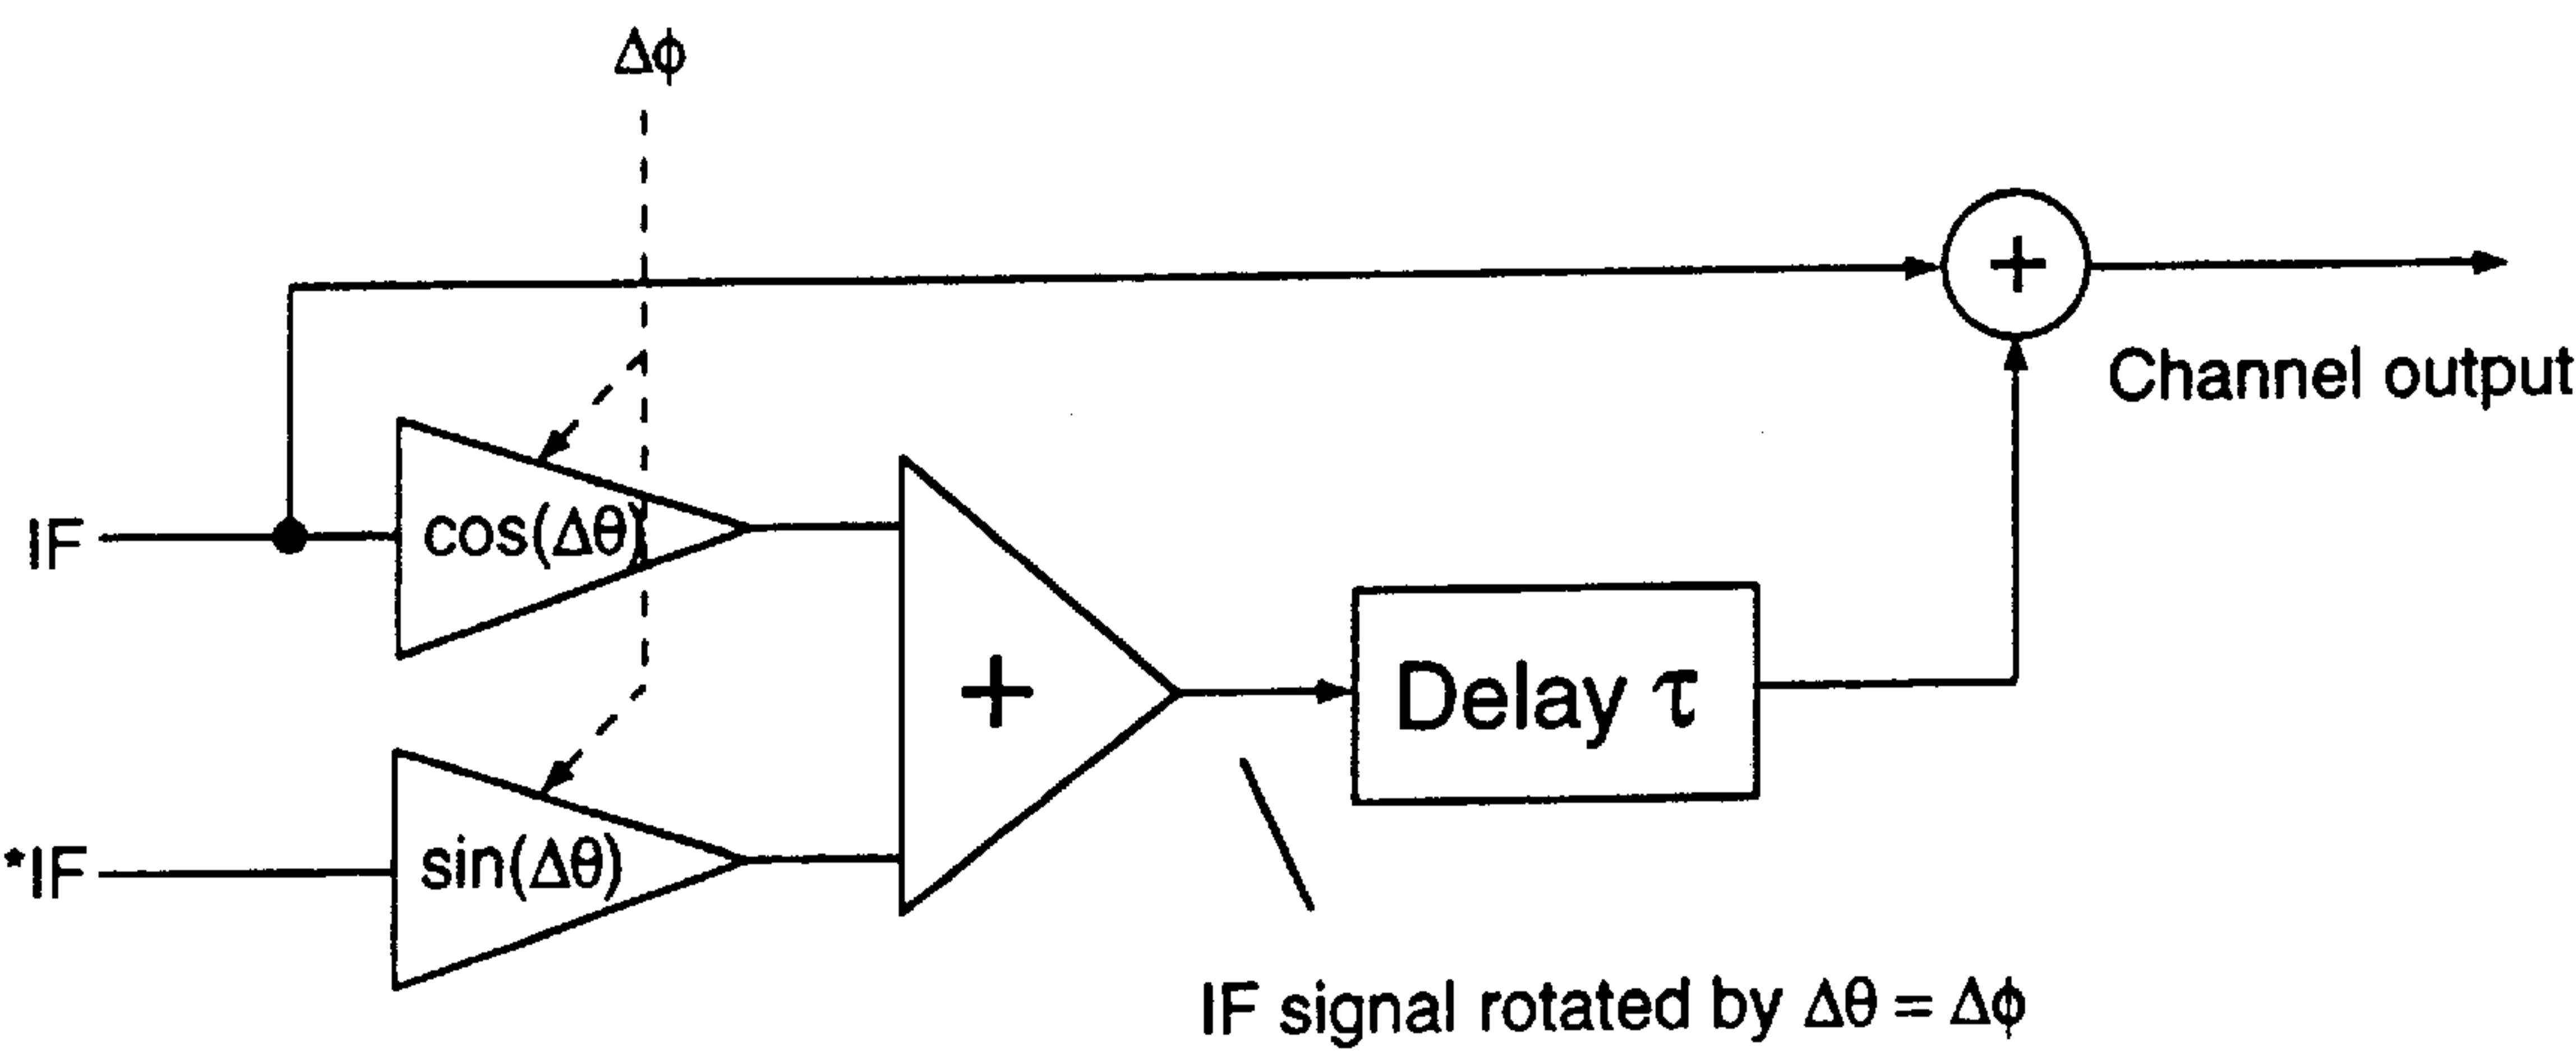 Δϕ
+
Channel output
IF
cos(Δθ)
+
Delay τ
*IF
sin(Δθ)
IF signal rotated by Δθ = Δϕ